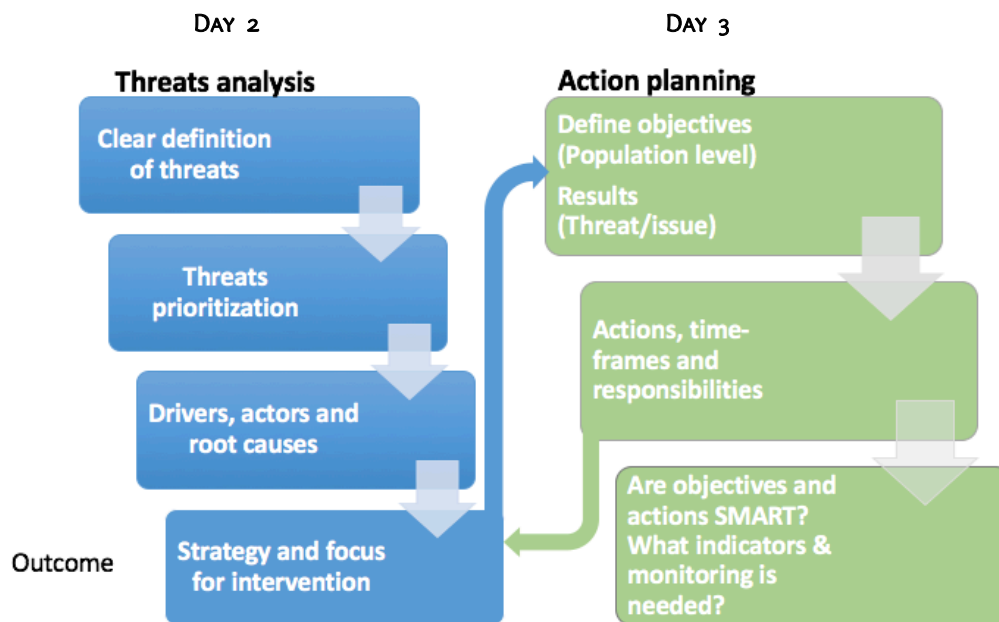 DAY 2
Threats analysis
Clear definition
of threats
Threats
prioritization
Drivers, actors and
root causes
Outcome
Strategy and focus
for intervention
DAY 3
Action planning
Define objectives
(Population level)
Results
(Threat/issue)
Actions, time-
frames and
responsibilities
Are objectives and
actions SMART?
What indicators &
monitoring is
needed?